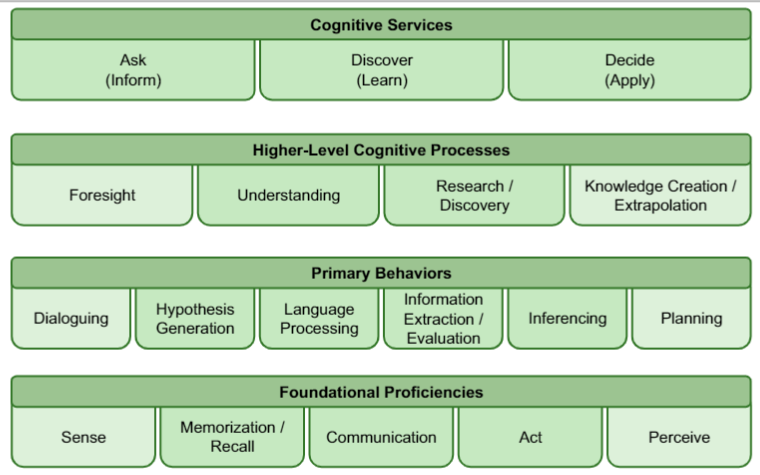 Cognitive Services
Ask
(Inform)
Discover
(Learn)
Decide
(Apply)
Higher-Level Cognitive Processes
Foresight
Understanding
Research /
Discovery
Knowledge Creation /
Extrapolation
Primary Behaviors
Dialoguing
Hypothesis
Generation
Language
Processing
Information
Extraction /
Evaluation
Inferencing
Planning
Foundational Proficiencies
Sense
Memorization /
Recall
Communication
Act
Perceive